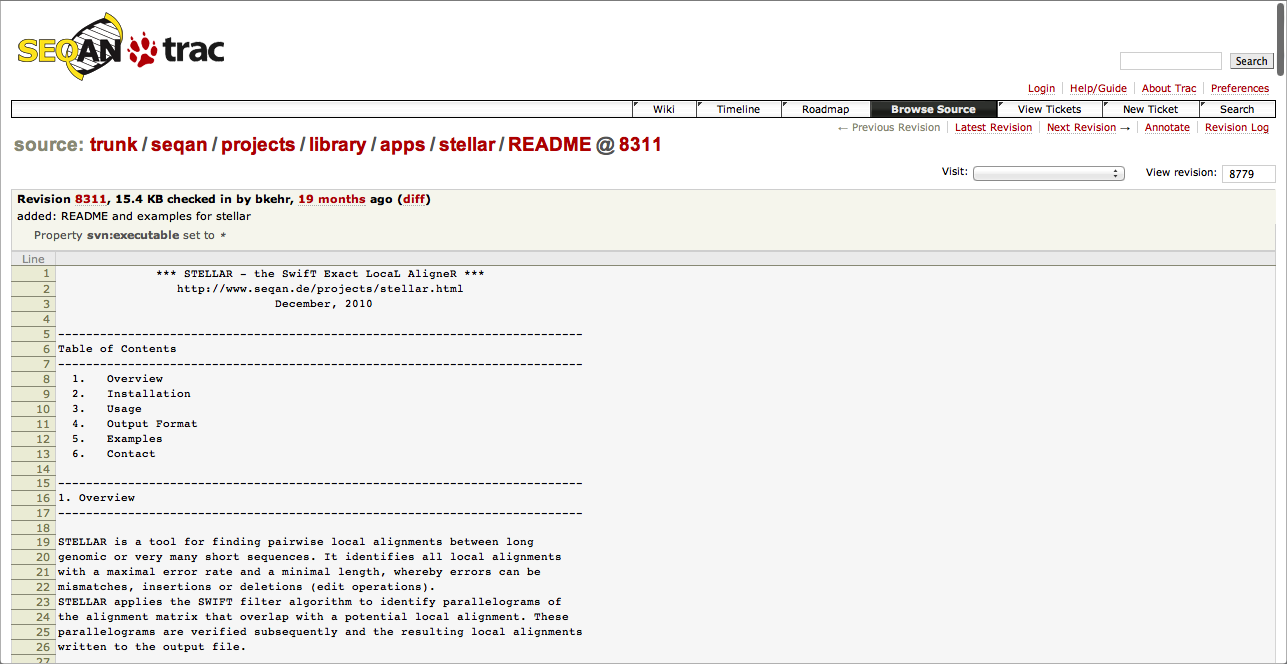 SEQAN trac
Search
Login Help/Guide About Trac Preferences
Wiki Timeline Roadmap Browse Source View Tickets New Ticket Search
← Previous Revision Latest Revision Next Revision → Annotate Revision Log
source: trunk / seqan / projects / library / apps / stellar / README @ 8311
Visit: View revision: 8779
Revision 8311, 15.4 KB checked in by bkehr, 19 months ago (diff)
added: README and examples for stellar
Property svn:executable set to *
Line
1 *** STELLAR - the SwifT Exact LocaL AligneR ***
2 http://www.seqan.de/projects/stellar.html
3 December, 2010
4
5 ---------------------------------------------------------------------------
6 Table of Contents
7 ---------------------------------------------------------------------------
8 1. Overview
9 2. Installation
10 3. Usage
11 4. Output Format
12 5. Examples
13 6. Contact
14
15 ---------------------------------------------------------------------------
16 1. Overview
17 ---------------------------------------------------------------------------
18
19 STELLAR is a tool for finding pairwise local alignments between long
20 genomic or very many short sequences. It identifies all local alignments
21 with a maximal error rate and a minimal length, whereby errors can be
22 mismatches, insertions or deletions (edit operations).
23 STELLAR applies the SWIFT filter algorithm to identify parallelograms of
24 the alignment matrix that overlap with a potential local alignment. These
25 parallelograms are verified subsequently and the resulting local alignments
26 written to the output file.
27